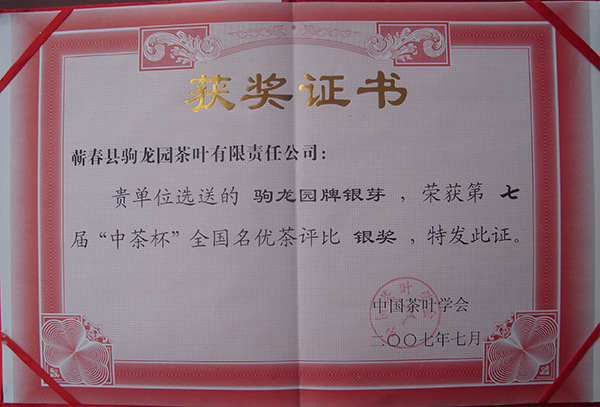 获奖证书
蕲春县驹龙园茶叶有限责任公司：
贵单位选送的 驹龙园牌银芽，荣获第 七
届“中茶杯”全国名优茶评比 银奖，特发此证。
中国茶叶学会
二〇〇七年七月